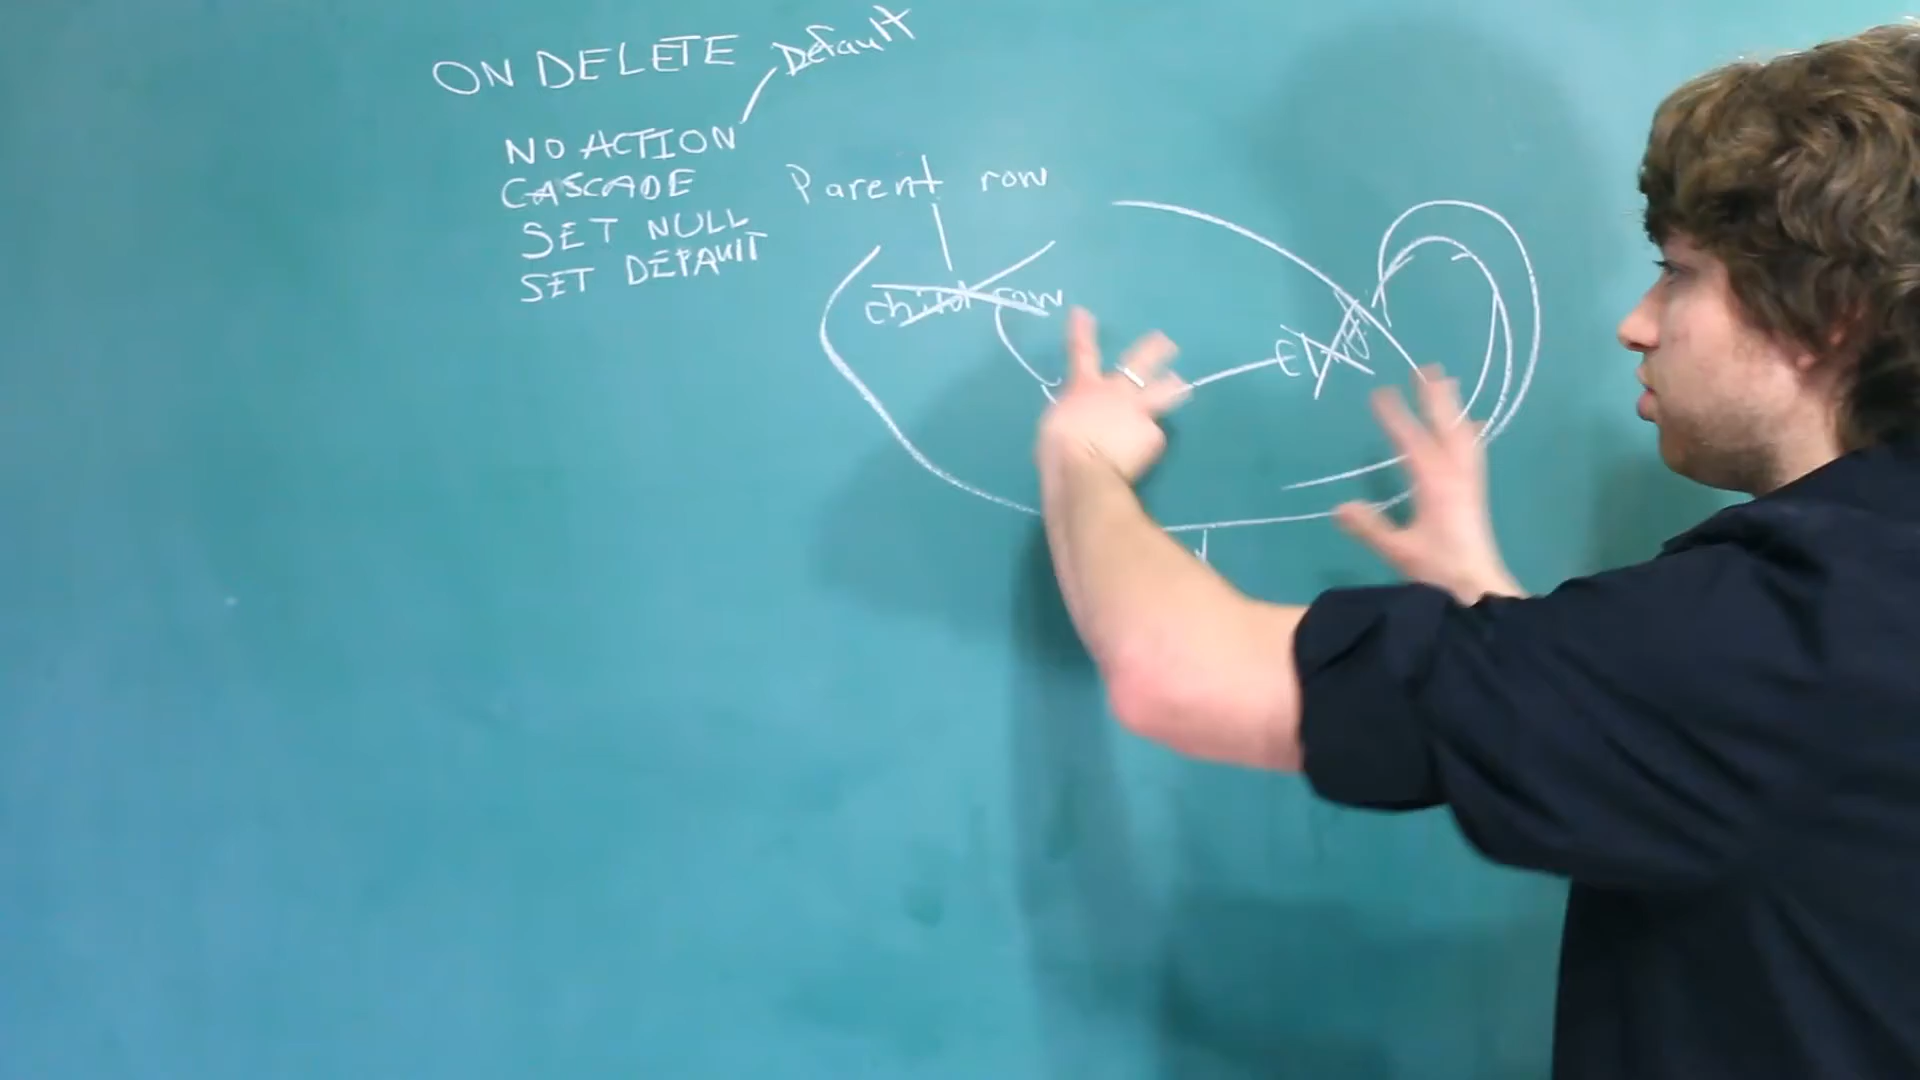 ON DELETE Default
NO ACTION
CASCADE
SET NULL
SET DEFAULT
Parent row
child row